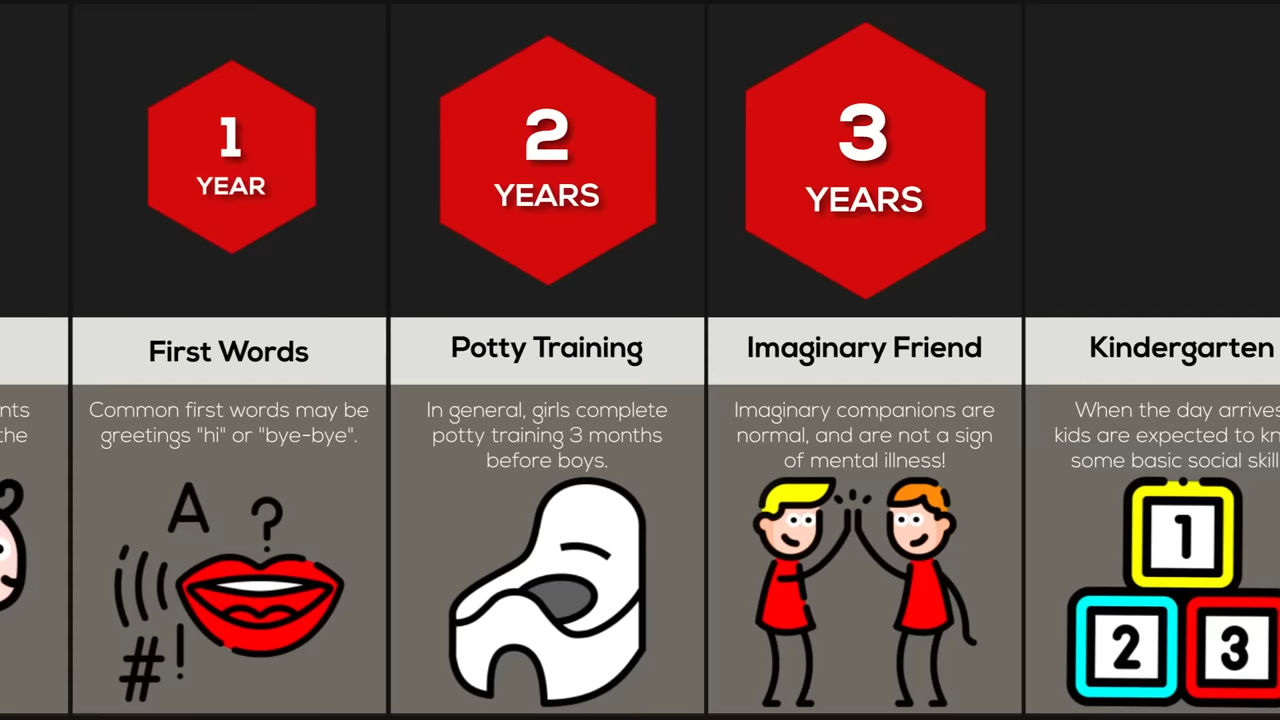 1
YEAR
2
YEARS
3
YEARS
First Words
Potty Training
Imaginary Friend
Kindergarten
the
Common first words may be
greetings "hi" or "bye-bye".
In general, girls complete
potty training 3 months
before boys.
Imaginary companions are
normal, and are not a sign
of mental illness!
When the day arrives
kids are expected to
some basic social
A
?
#
!
1
2
3